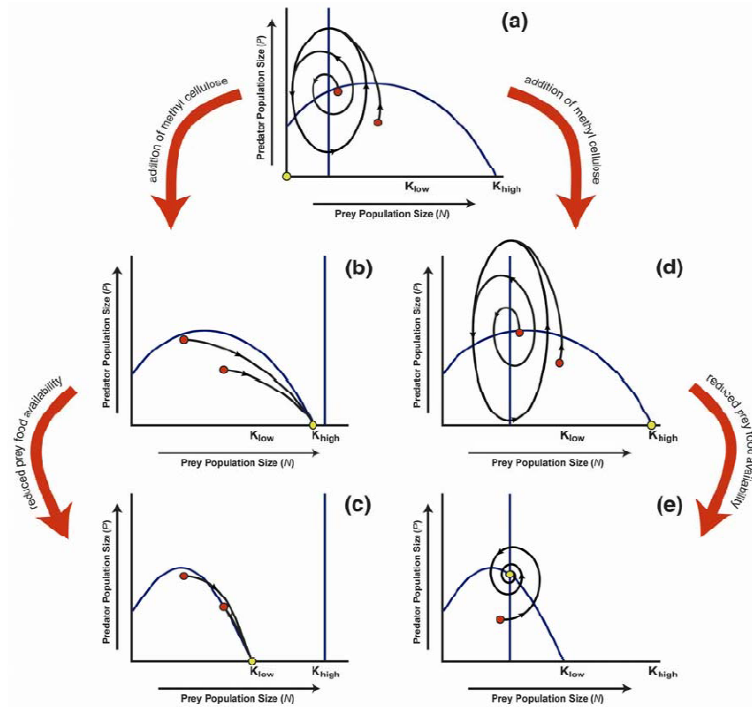 (a)
addition of methyl cellulose
addition of methyl cellulose
Predator Population Size (P)
Klow
Khigh
Prey Population Size (N)
(b)
Predator Population Size (P)
Klow
Khigh
Prey Population Size (N)
(d)
Predator Population Size (P)
Klow
Khigh
Prey Population Size (N)
reduced prey food availability
reduced prey food availability
(c)
Predator Population Size (P)
Klow
Khigh
Prey Population Size (N)
(e)
Predator Population Size (P)
Klow
Khigh
Prey Population Size (N)